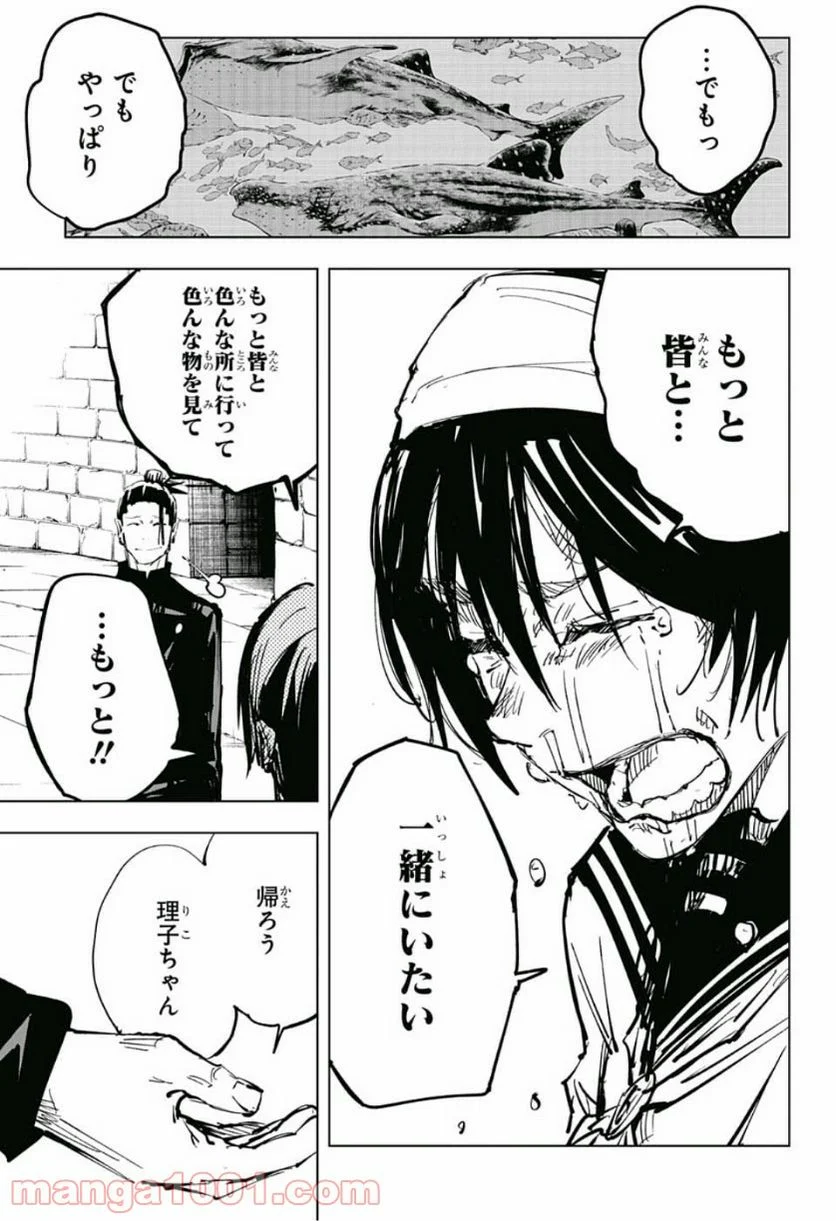 …でもっ
でも
やっぱり
もっと
皆と…
一緒にいたい
もっと皆と
色んな所に行って
色んな物を見て
…もっと!!
帰ろう
理子ちゃん
manga1001.com